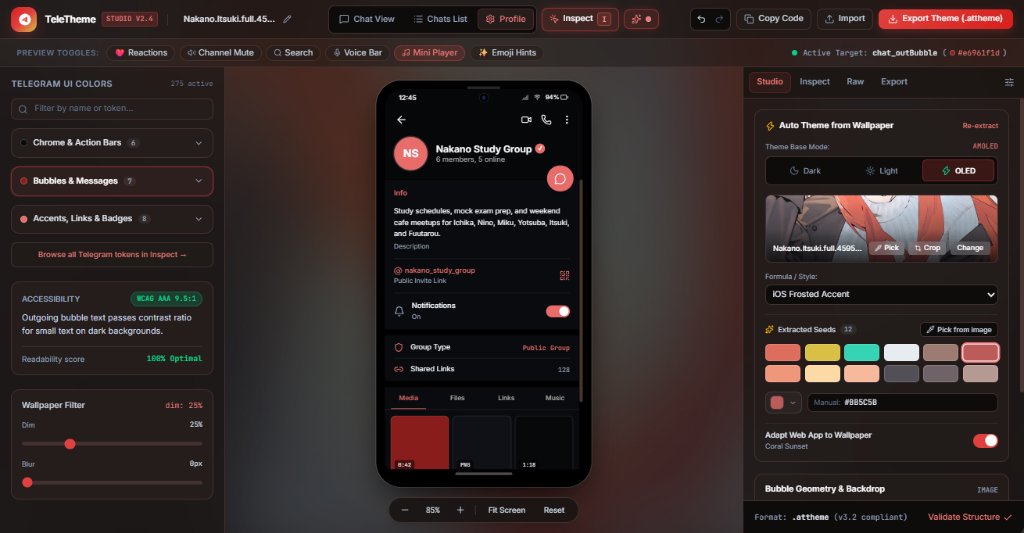 TeleTheme STUDIO V2.4 Nakano.Itsuki.full.45... Chat View Chats List Profile Inspect I Copy Code Import Export Theme (.attheme)
PREVIEW TOGGLES: Reactions Channel Mute Search Voice Bar Mini Player Emoji Hints Active Target: chat_outBubble ( #e6961f1d )
TELEGRAM UI COLORS 275 active
Filter by name or token...
Chrome & Action Bars 6
Bubbles & Messages 7
Accents, Links & Badges 8
Browse all Telegram tokens in Inspect →
ACCESSIBILITY WCAG AAA 9.5:1
Outgoing bubble text passes contrast ratio
for small text on dark backgrounds.
Readability score 100% Optimal
Wallpaper Filter dim: 25%
Dim 25%
Blur 0px
12:45 94%
NS
Nakano Study Group
6 members, 5 online
Info
Study schedules, mock exam prep, and weekend
cafe meetups for Ichika, Nino, Miku, Yotsuba, Itsuki,
and Fuutarou.
Description
@ nakano_study_group
Public Invite Link
Notifications
On
Group Type Public Group
Shared Links 128
Media Files Links Music
0:42 PNG 1:18
85% Fit Screen Reset
Studio Inspect Raw Export
Auto Theme from Wallpaper Re-extract
Theme Base Mode: AMOLED
Dark Light OLED
Nakano.Itsuki.full.4595... Pick Crop Change
Formula / Style:
iOS Frosted Accent
Extracted Seeds 12 Pick from image
Manual: #BB5C5B
Adapt Web App to Wallpaper
Coral Sunset
Bubble Geometry & Backdrop IMAGE
Format: .attheme (v3.2 compliant) Validate Structure